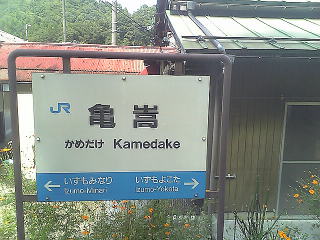 JR
亀嵩
かめだけ Kamedake
← いずもみなり いずもよこた →
Izumo-Minari Izumo-Yokota